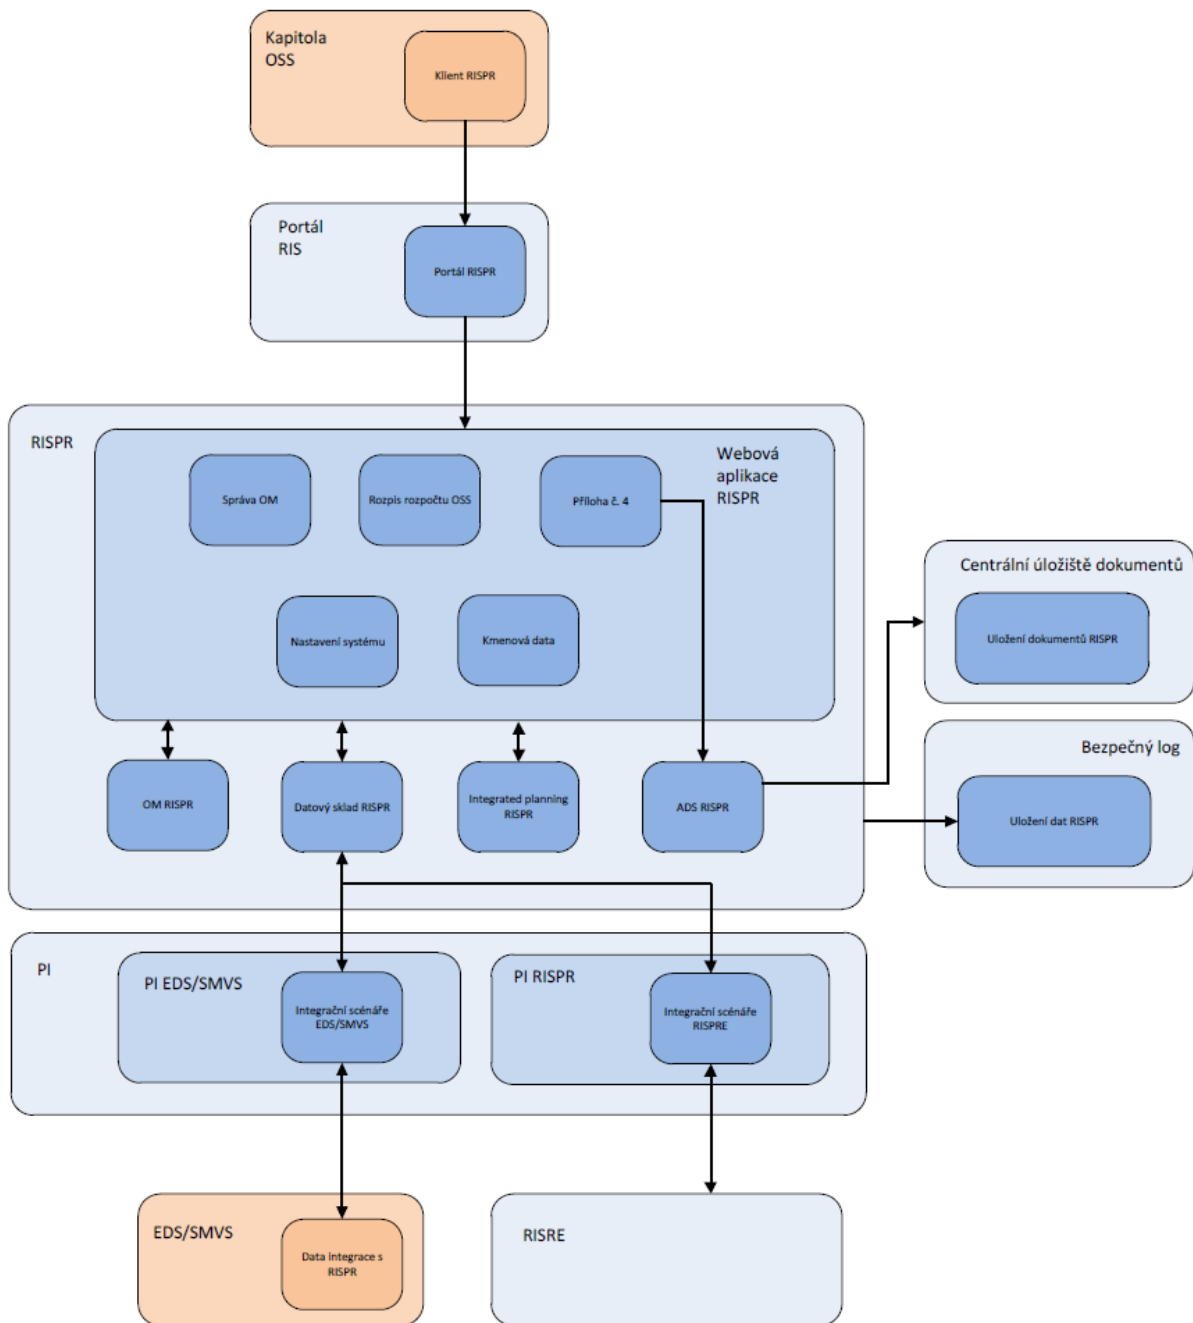 Kapitola
OSS
Klient RISPR
Portál
RIS
Portál RISPR
RISPR
Webová
aplikace
RISPR
Správa OM
Rozpis rozpočtu OSS
Příloha č. 4
Nastavení systému
Kmenová data
Centrální úložiště dokumentů
Uložení dokumentů RISPR
Bezpečný log
Uložení dat RISPR
OM RISPR
Datový sklad RISPR
Integrated planning
RISPR
ADS RISPR
PI
PI EDS/SMVS
Integrační scénáře
EDS/SMVS
PI RISPR
Integrační scénáře
RISPRE
EDS/SMVS
Data integrace s
RISPR
RISRE